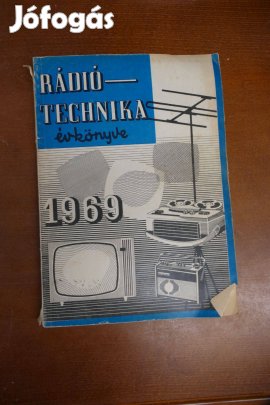 Jófogás
RÁDIÓ—
TECHNIKA
évkönyve
1969